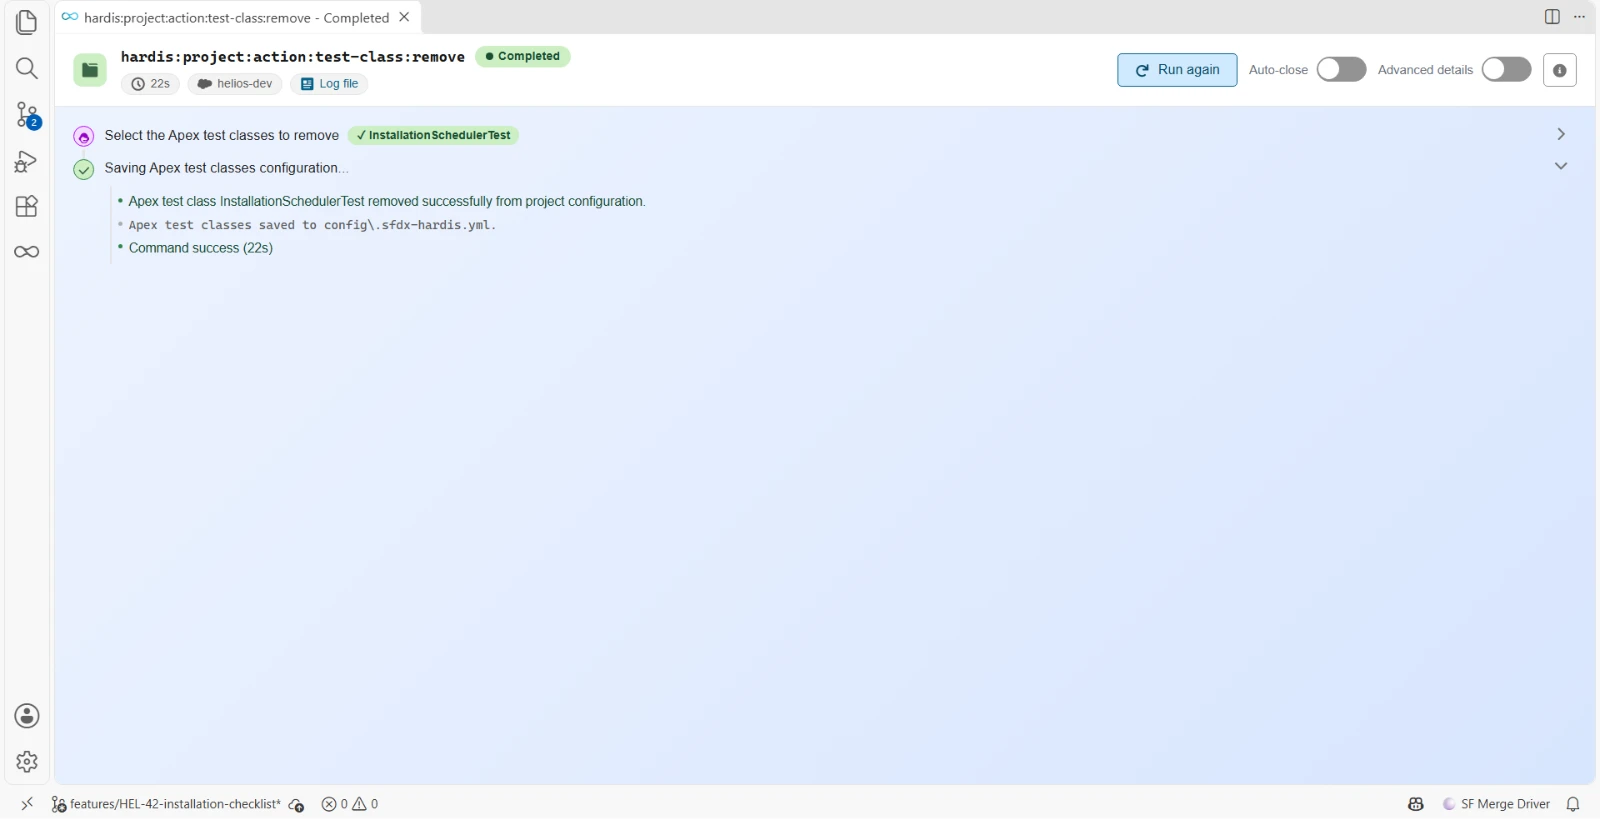 hardis:project:action:test-class:remove - Completed
hardis:project:action:test-class:remove
Completed
22s
helios-dev
Log file
Run again
Auto-close
Advanced details
Select the Apex test classes to remove
✓ InstallationSchedulerTest
Saving Apex test classes configuration...
• Apex test class InstallationSchedulerTest removed successfully from project configuration.
• Apex test classes saved to config\.sfdx-hardis.yml.
• Command success (22s)
2
features/HEL-42-installation-checklist*
0
0
SF Merge Driver